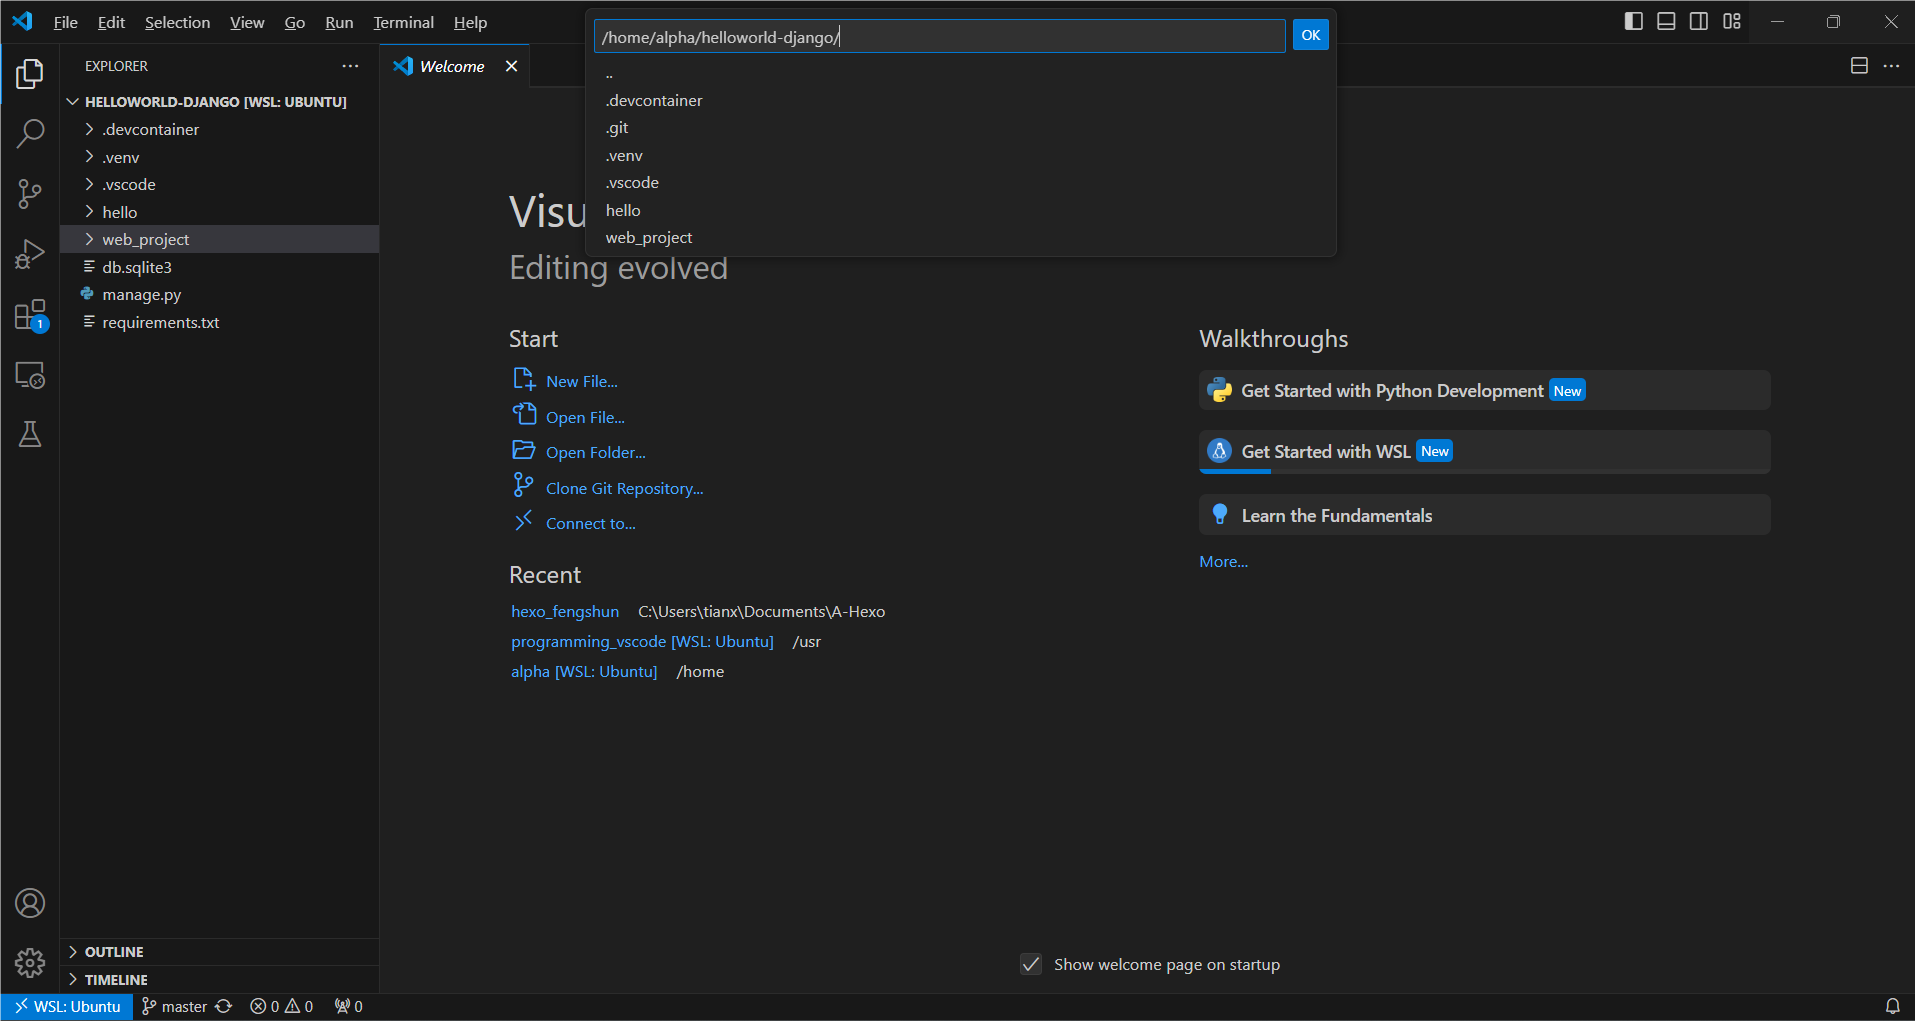 File Edit Selection View Go Run Terminal Help
/home/alpha/helloworld-django/
OK
EXPLORER
Welcome
..
.devcontainer
.git
.venv
.vscode
hello
web_project
HELLOWORLD-DJANGO [WSL: UBUNTU]
.devcontainer
.venv
.vscode
hello
web_project
db.sqlite3
manage.py
requirements.txt
1
Visu
Editing evolved
Start
New File...
Open File...
Open Folder...
Clone Git Repository...
Connect to...
Recent
hexo_fengshun C:\Users\tianx\Documents\A-Hexo
programming_vscode [WSL: Ubuntu] /usr
alpha [WSL: Ubuntu] /home
Walkthroughs
Get Started with Python Development New
Get Started with WSL New
Learn the Fundamentals
More...
Show welcome page on startup
OUTLINE
TIMELINE
WSL: Ubuntu master 0 0 0